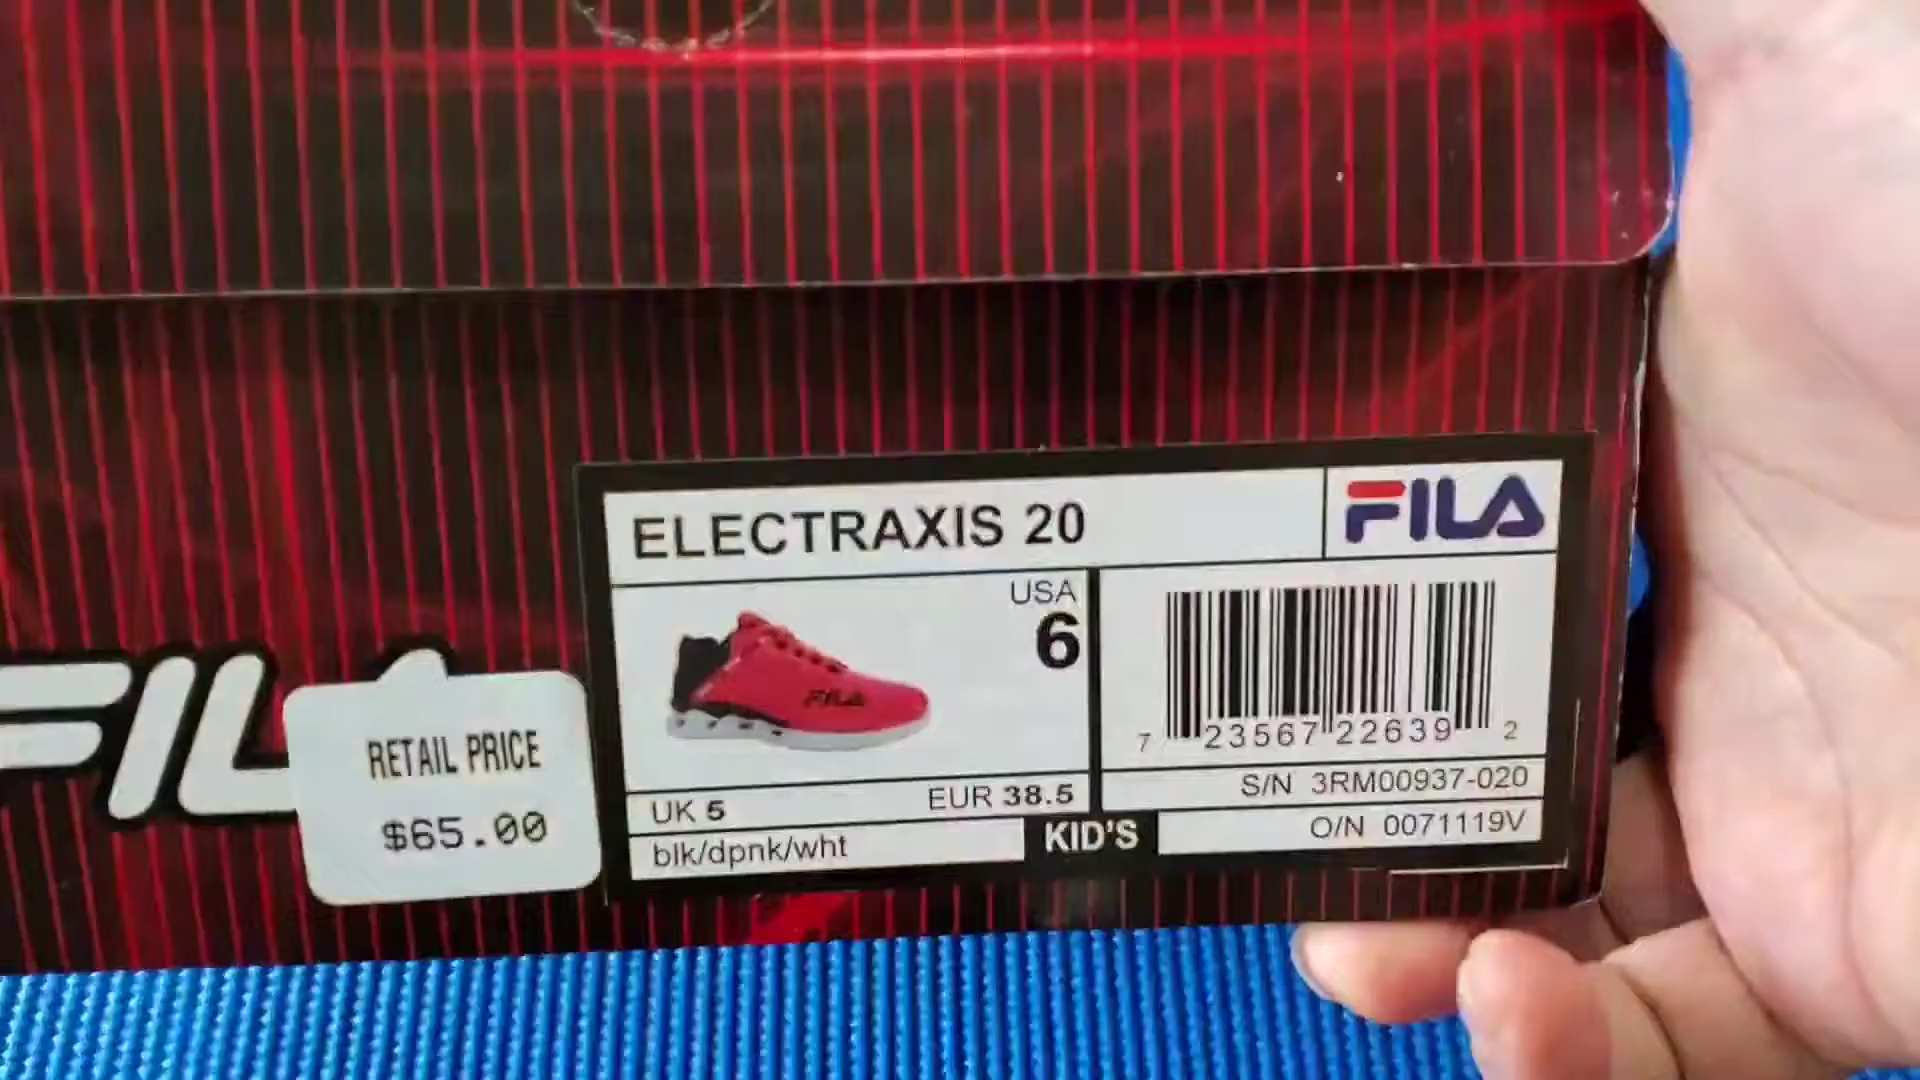 ELECTRAXIS 20
FILA
USA
6
FILA
7 23567 22639 2
UK 5
EUR 38.5
S/N 3RM00937-020
blk/dpnk/wht
KID'S
O/N 0071119V
FILA
RETAIL PRICE
$65.00